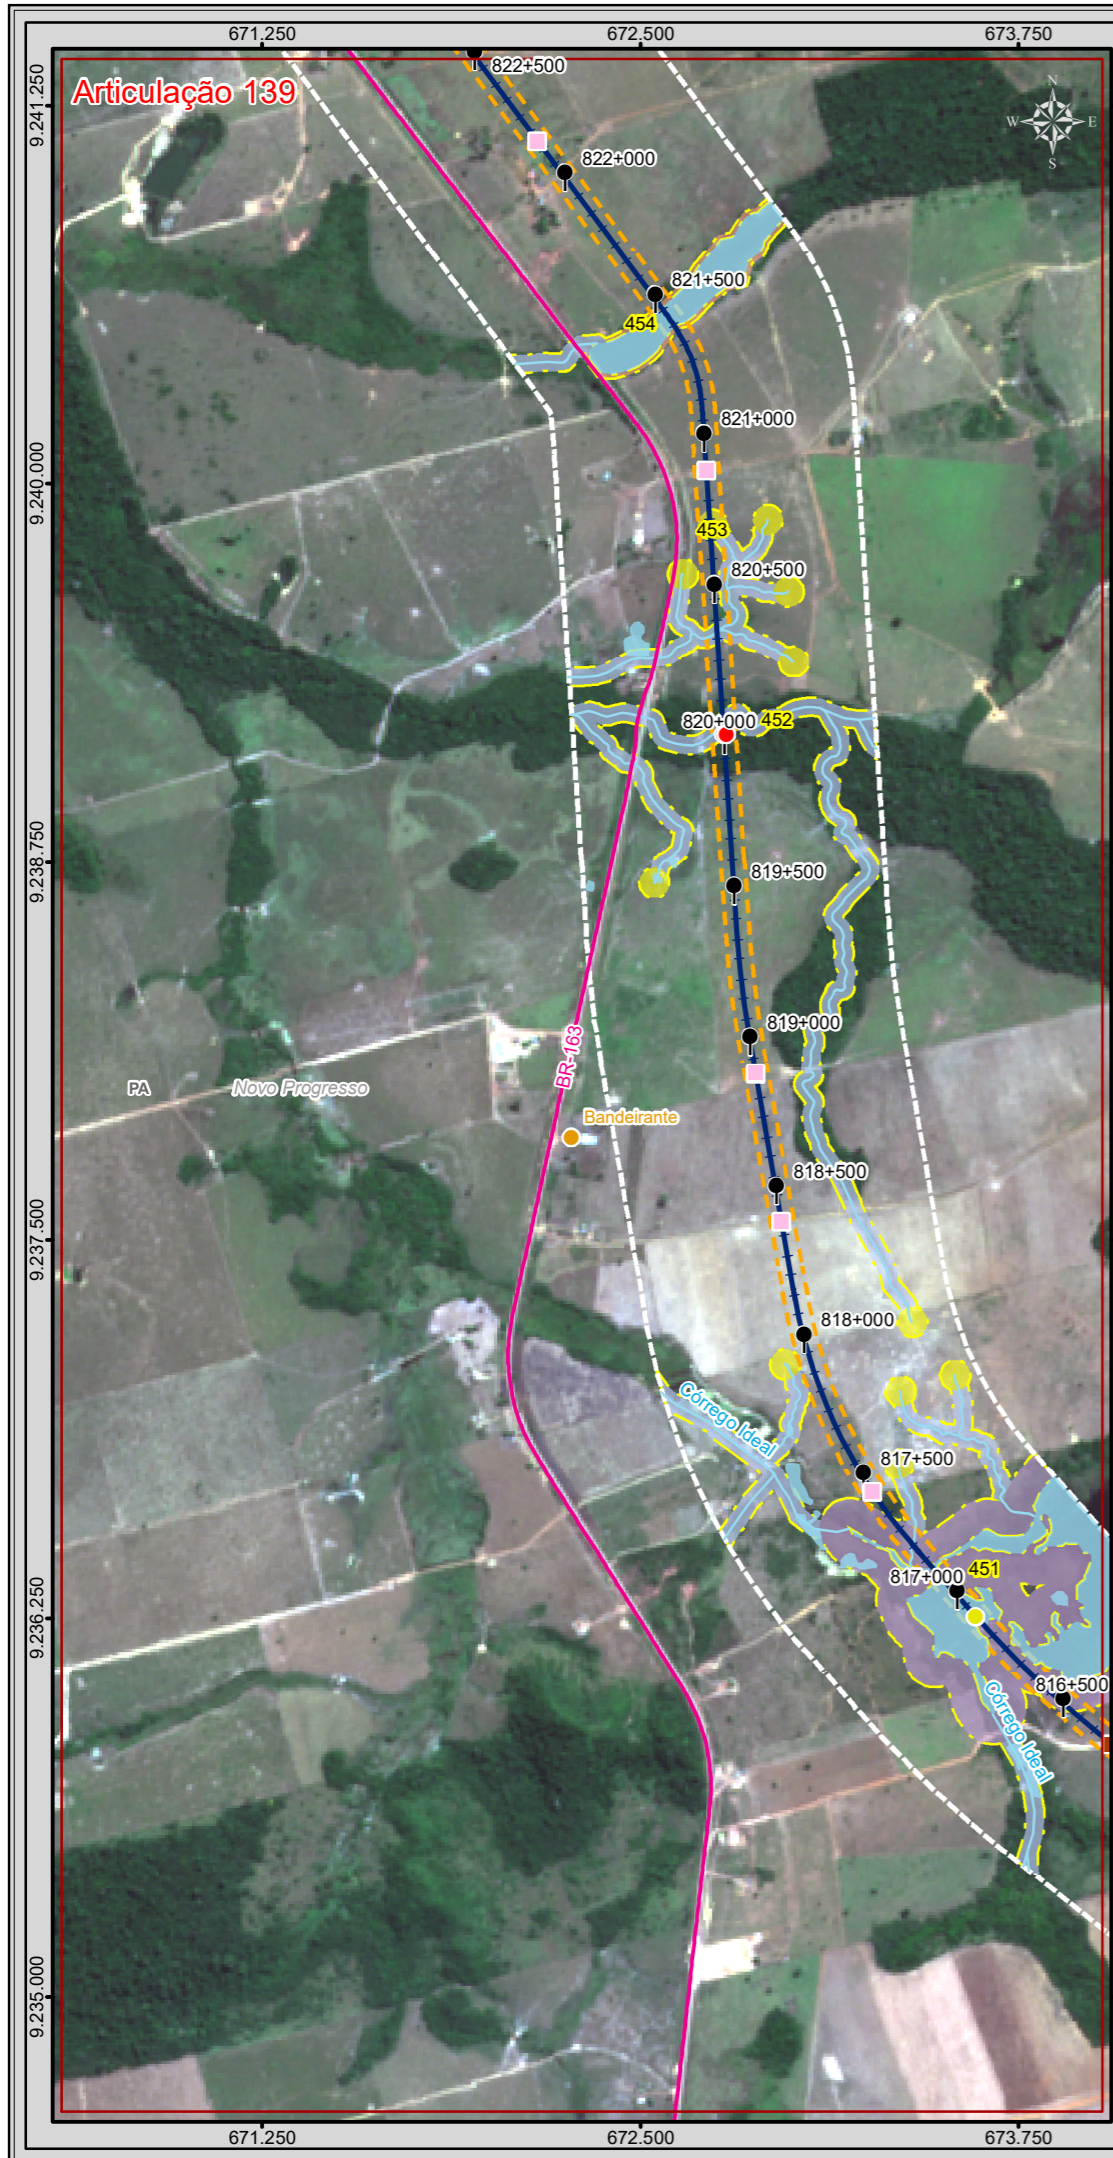 671.250
672.500
673.750
Articulação 139
N
W
E
S
9.241.250
822+500
822+000
821+500
454
821+000
9.240.000
453
820+500
820+000
452
9.238.750
819+500
819+000
BR-163
PA
Novo Progresso
Bandeirante
818+500
9.237.500
818+000
Córrego Ideal
817+500
817+000
451
9.236.250
816+500
Córrego Ideal
9.235.000
671.250
672.500
673.750